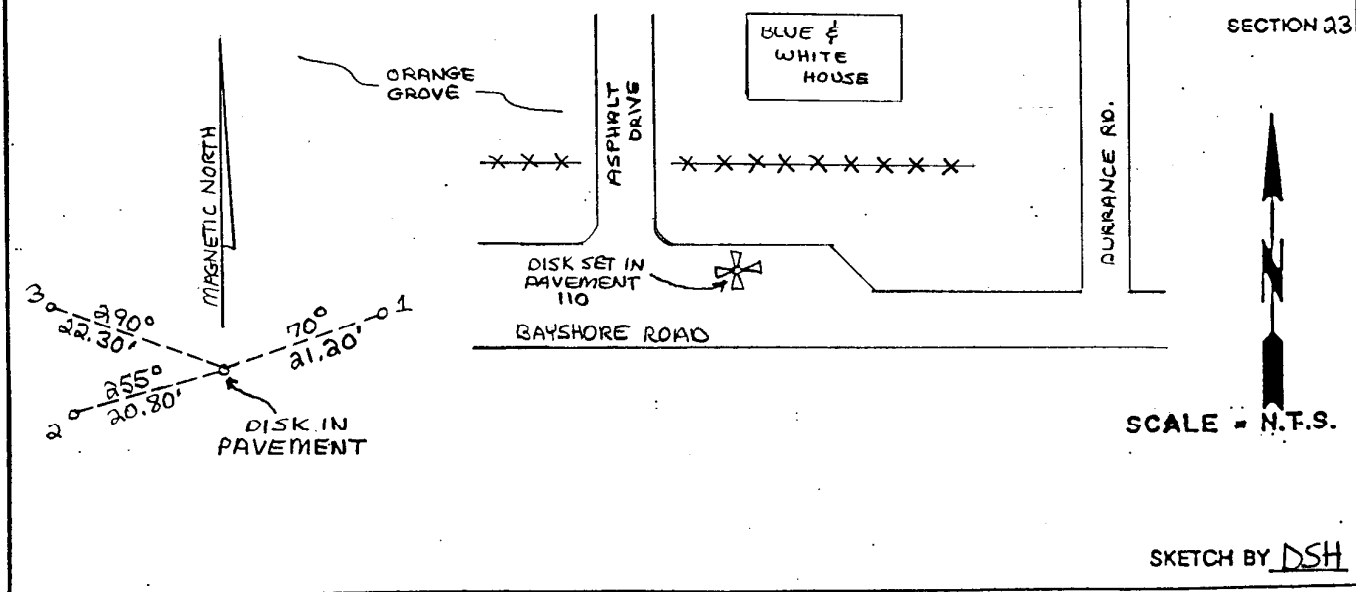 SECTION 23
BLUE &
WHITE
HOUSE
ORANGE
GROVE
ASPHALT
DRIVE
DURRANCE RD.
MAGNETIC NORTH
DISK SET IN
PAVEMENT
110
BAYSHORE ROAD
N
3
290°
22.30'
70°
21.20'
1
255°
20.80'
2
DISK IN
PAVEMENT
SCALE = N.T.S.
SKETCH BY DSH